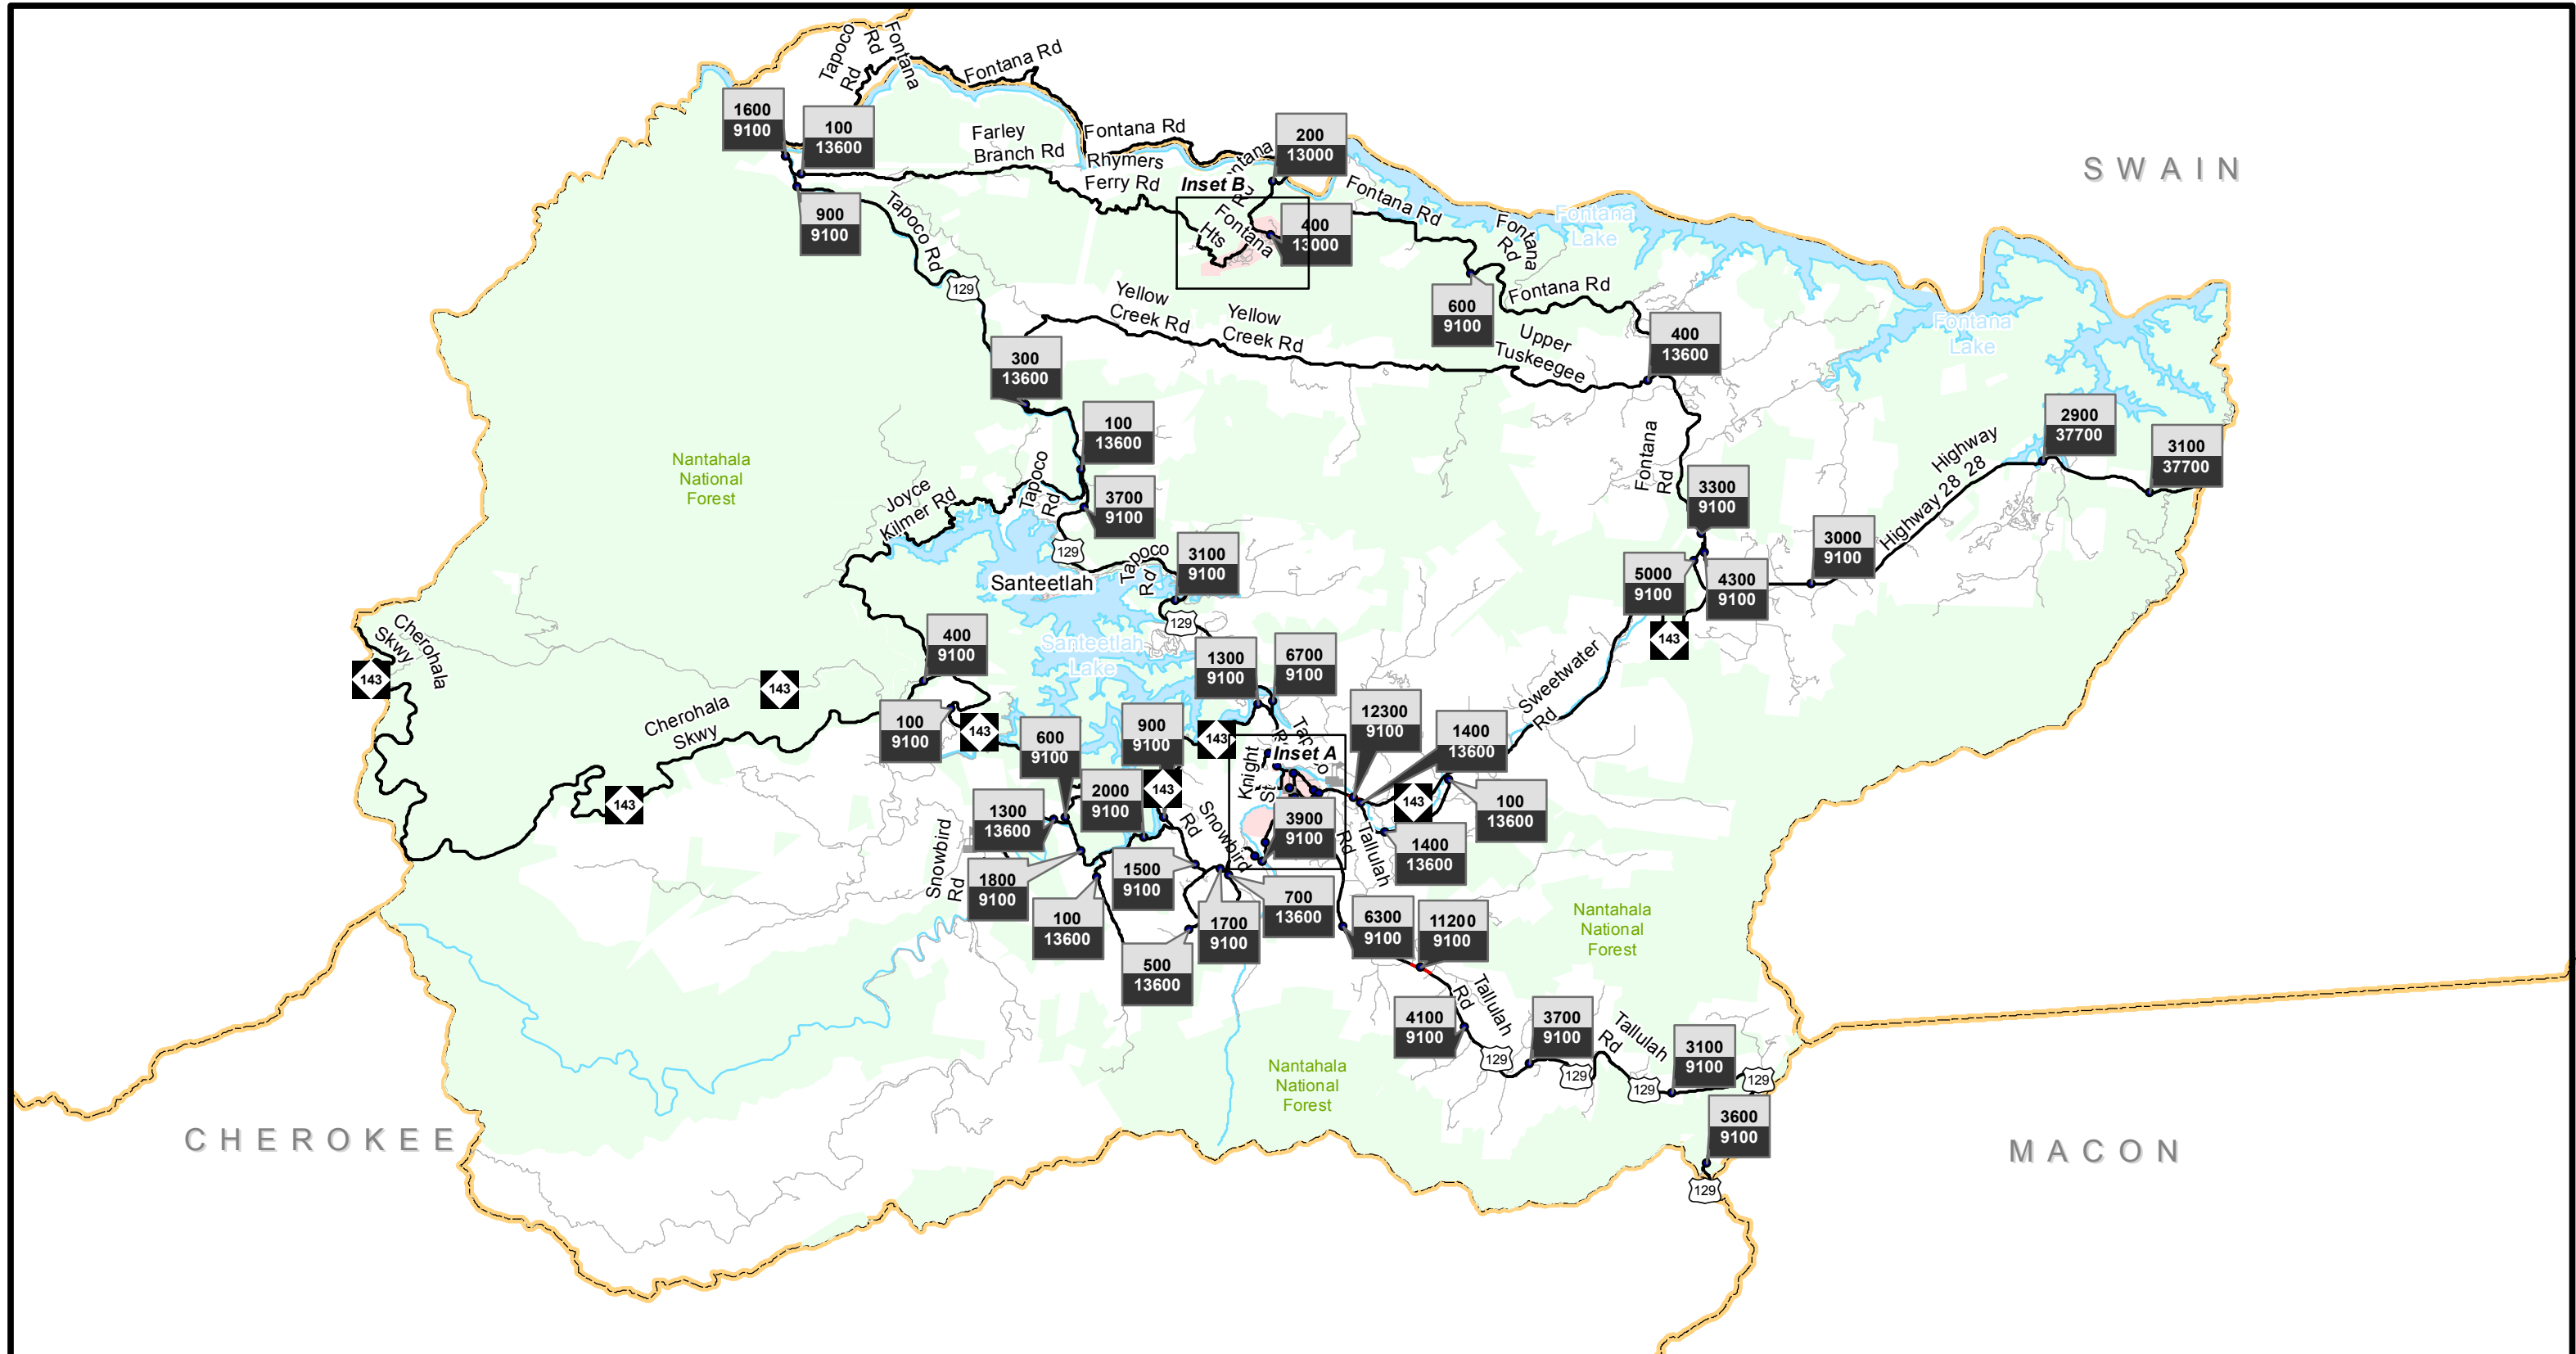 Tapoco
Rd
Fontana
Rd
Fontana Rd
1600
9100
100
13600
Farley
Branch Rd
Fontana Rd
Rhymers
Ferry Rd
200
13000
SWAIN
Inset B
Rd
Fontana Rd
900
9100
Tapoco Rd
Fontana
Hts
400
13000
Fontana
Rd
Fontana
Lake
129
Yellow
Creek Rd
Yellow
Creek Rd
600
9100
Fontana Rd
Upper
Tuskeegee
400
13600
Fontana
Lake
300
13600
100
13600
2900
37700
3100
37700
Nantahala
National
Forest
Joyce
Kilmer Rd
Tapoco
Rd
3700
9100
Fontana
Rd
3300
9100
Highway
28
Highway 28
3000
9100
129
Tapoco
Rd
3100
9100
Santeetlah
5000
9100
4300
9100
129
143
Cherohala
Skwy
143
143
400
9100
Santeetlah
Lake
1300
9100
6700
9100
Sweetwater
Rd
Cherohala
Skwy
100
9100
143
600
9100
900
9100
143
12300
9100
1400
13600
Inset A
Knight
143
1300
13600
2000
9100
143
3900
9100
143
100
13600
Snowbird
Rd
Snowbird
Rd
Rd
Tallulah
1400
13600
1800
9100
1500
9100
100
13600
1700
9100
700
13600
6300
9100
11200
9100
Nantahala
National
Forest
500
13600
4100
9100
Tallulah
Rd
3700
9100
Tallulah
Rd
3100
9100
129
129
129
129
Nantahala
National
Forest
3600
9100
CHEROKEE
MACON
129